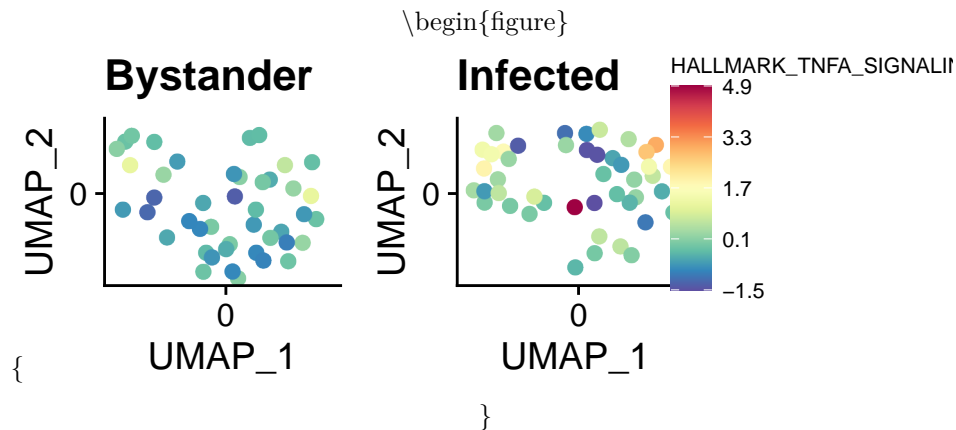 \begin{figure}
Bystander
Infected
HALLMARK_TNFA_SIGNALIN
4.9
3.3
1.7
0.1
−1.5
UMAP_2
0
0
UMAP_1
UMAP_2
0
0
UMAP_1
{
}